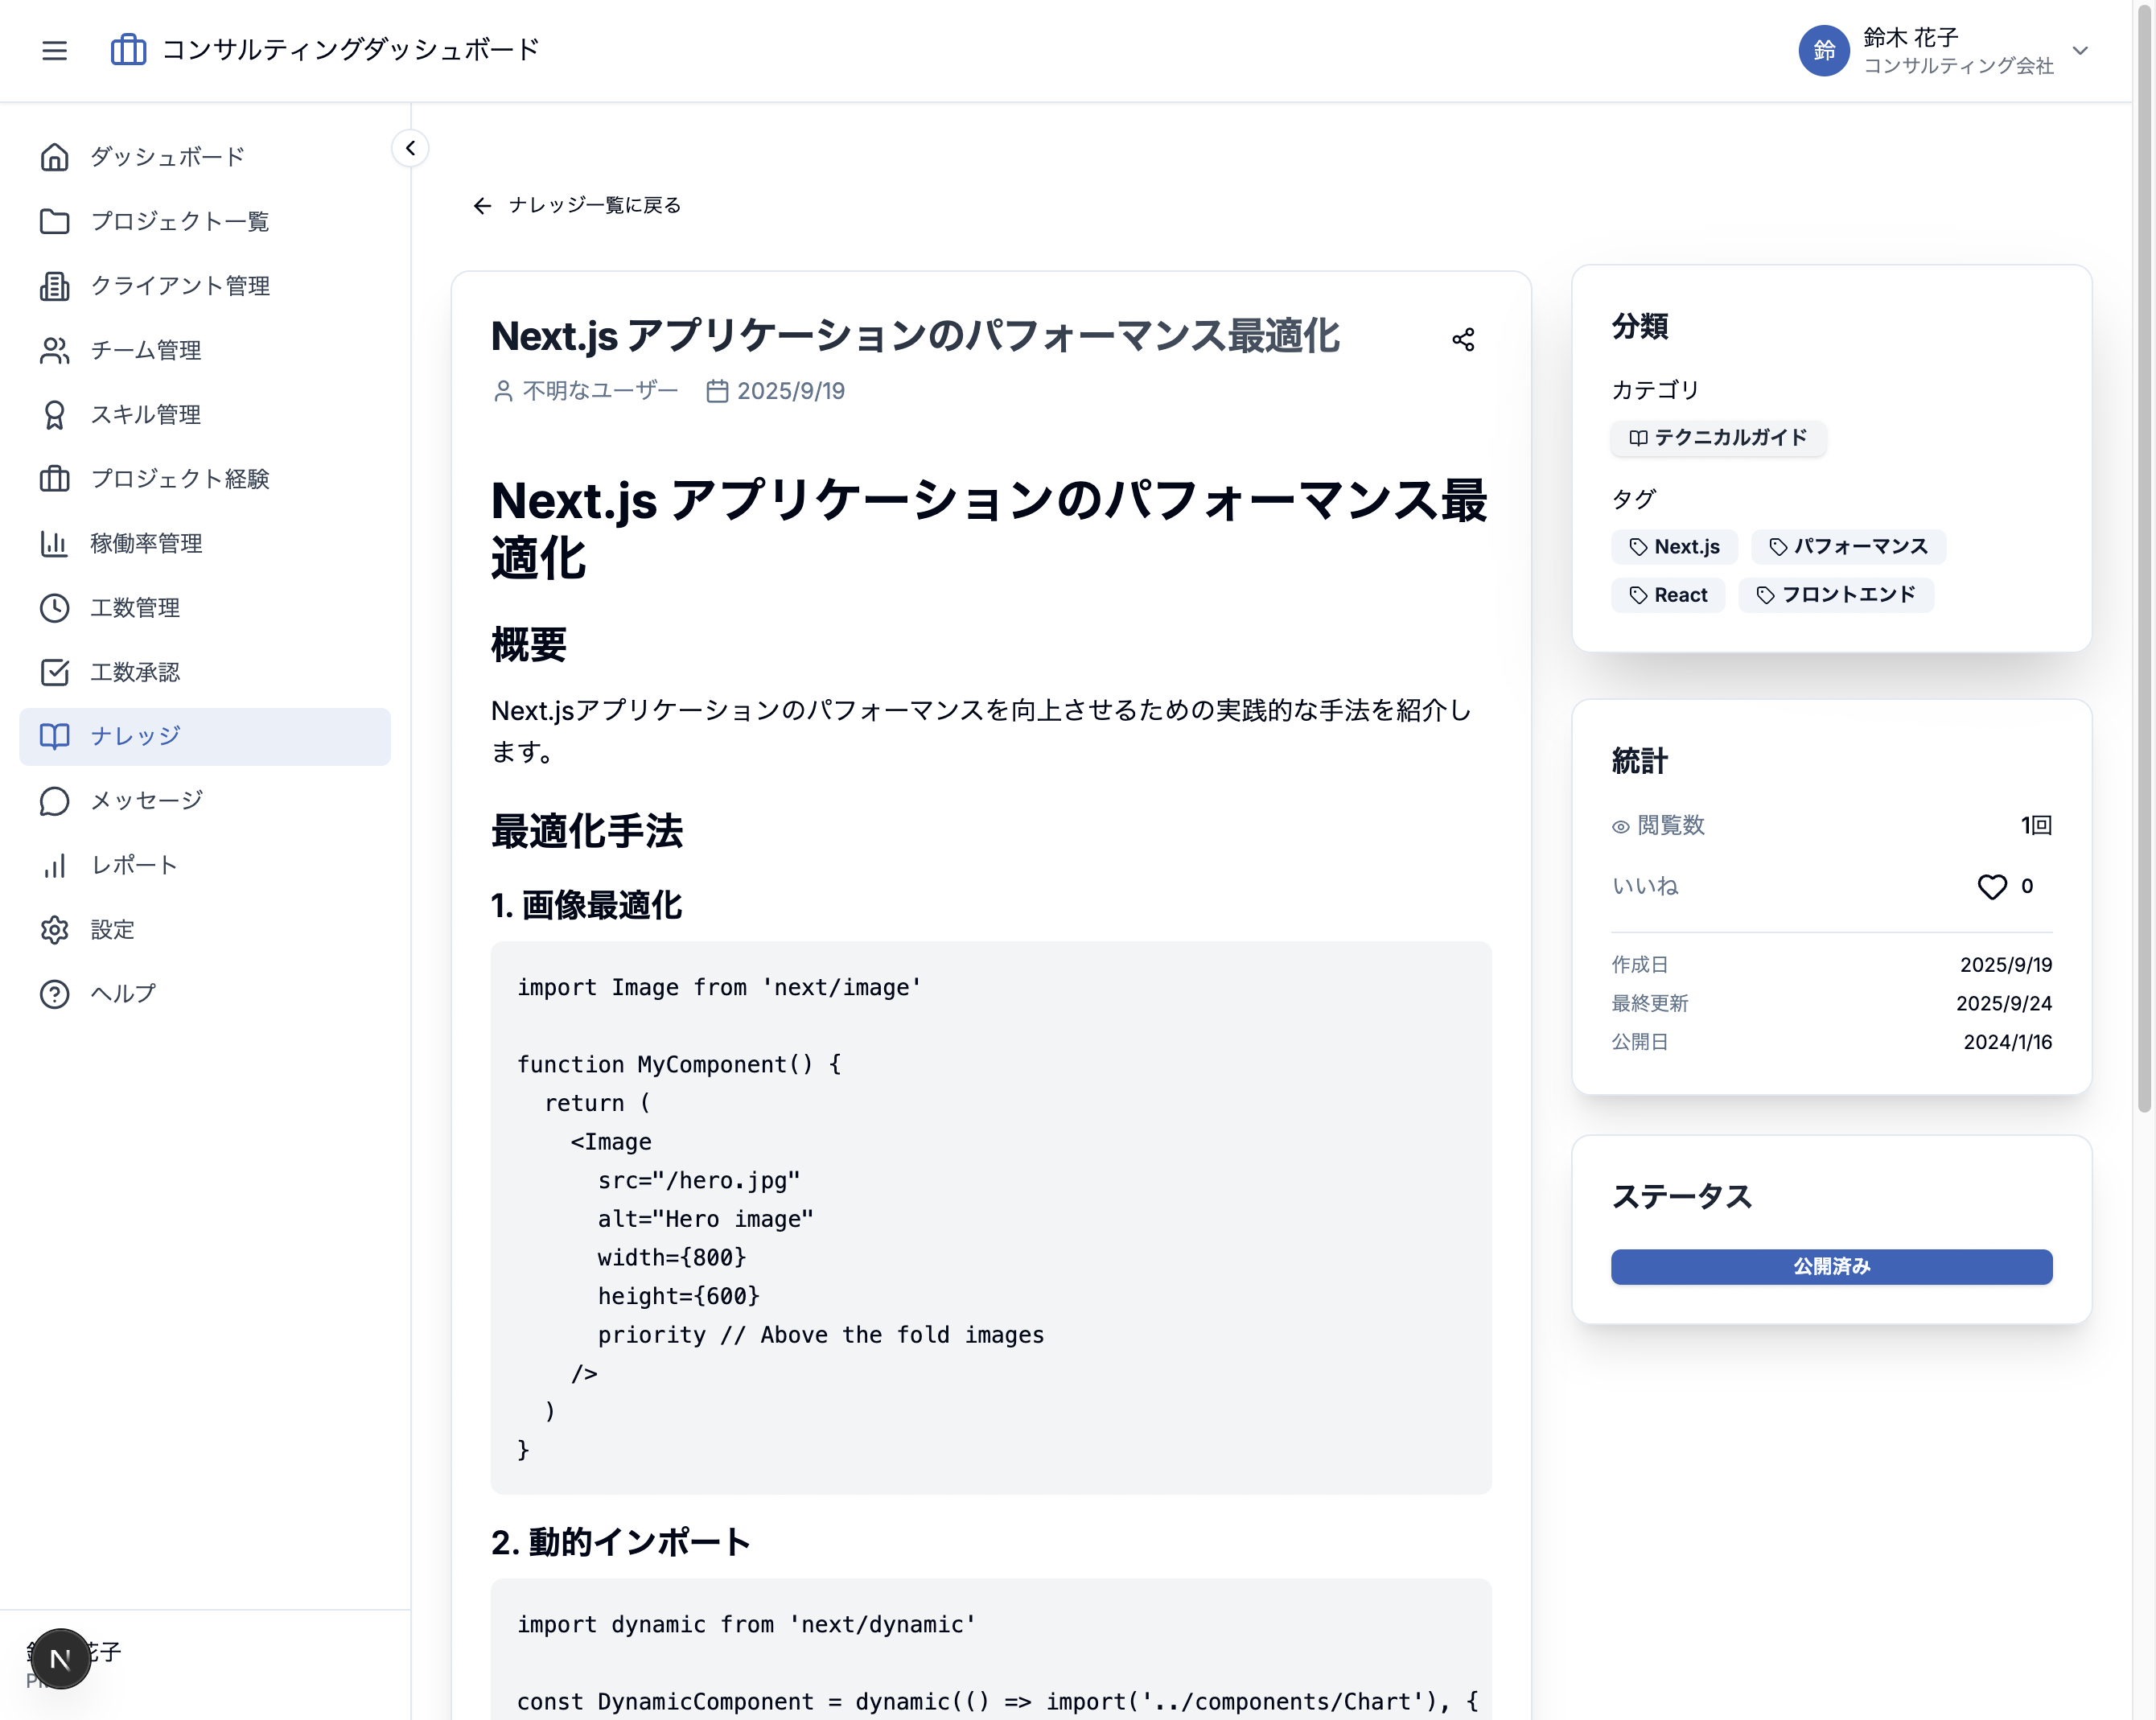 コンサルティングダッシュボード
鈴
鈴木 花子
コンサルティング会社
ダッシュボード
プロジェクト一覧
クライアント管理
チーム管理
スキル管理
プロジェクト経験
稼働率管理
工数管理
工数承認
ナレッジ
メッセージ
レポート
設定
ヘルプ
花子
N
ナレッジ一覧に戻る
Next.js アプリケーションのパフォーマンス最適化
不明なユーザー 2025/9/19
Next.js アプリケーションのパフォーマンス最
適化
概要
Next.jsアプリケーションのパフォーマンスを向上させるための実践的な手法を紹介し
ます。
最適化手法
1. 画像最適化
import Image from 'next/image'
function MyComponent() {
return (
<Image
src="/hero.jpg"
alt="Hero image"
width={800}
height={600}
priority // Above the fold images
/>
)
}
2. 動的インポート
import dynamic from 'next/dynamic'
const DynamicComponent = dynamic(() => import('../components/Chart'), {
分類
カテゴリ
テクニカルガイド
タグ
Next.js パフォーマンス
React フロントエンド
統計
閲覧数 1回
いいね 0
作成日 2025/9/19
最終更新 2025/9/24
公開日 2024/1/16
ステータス
公開済み